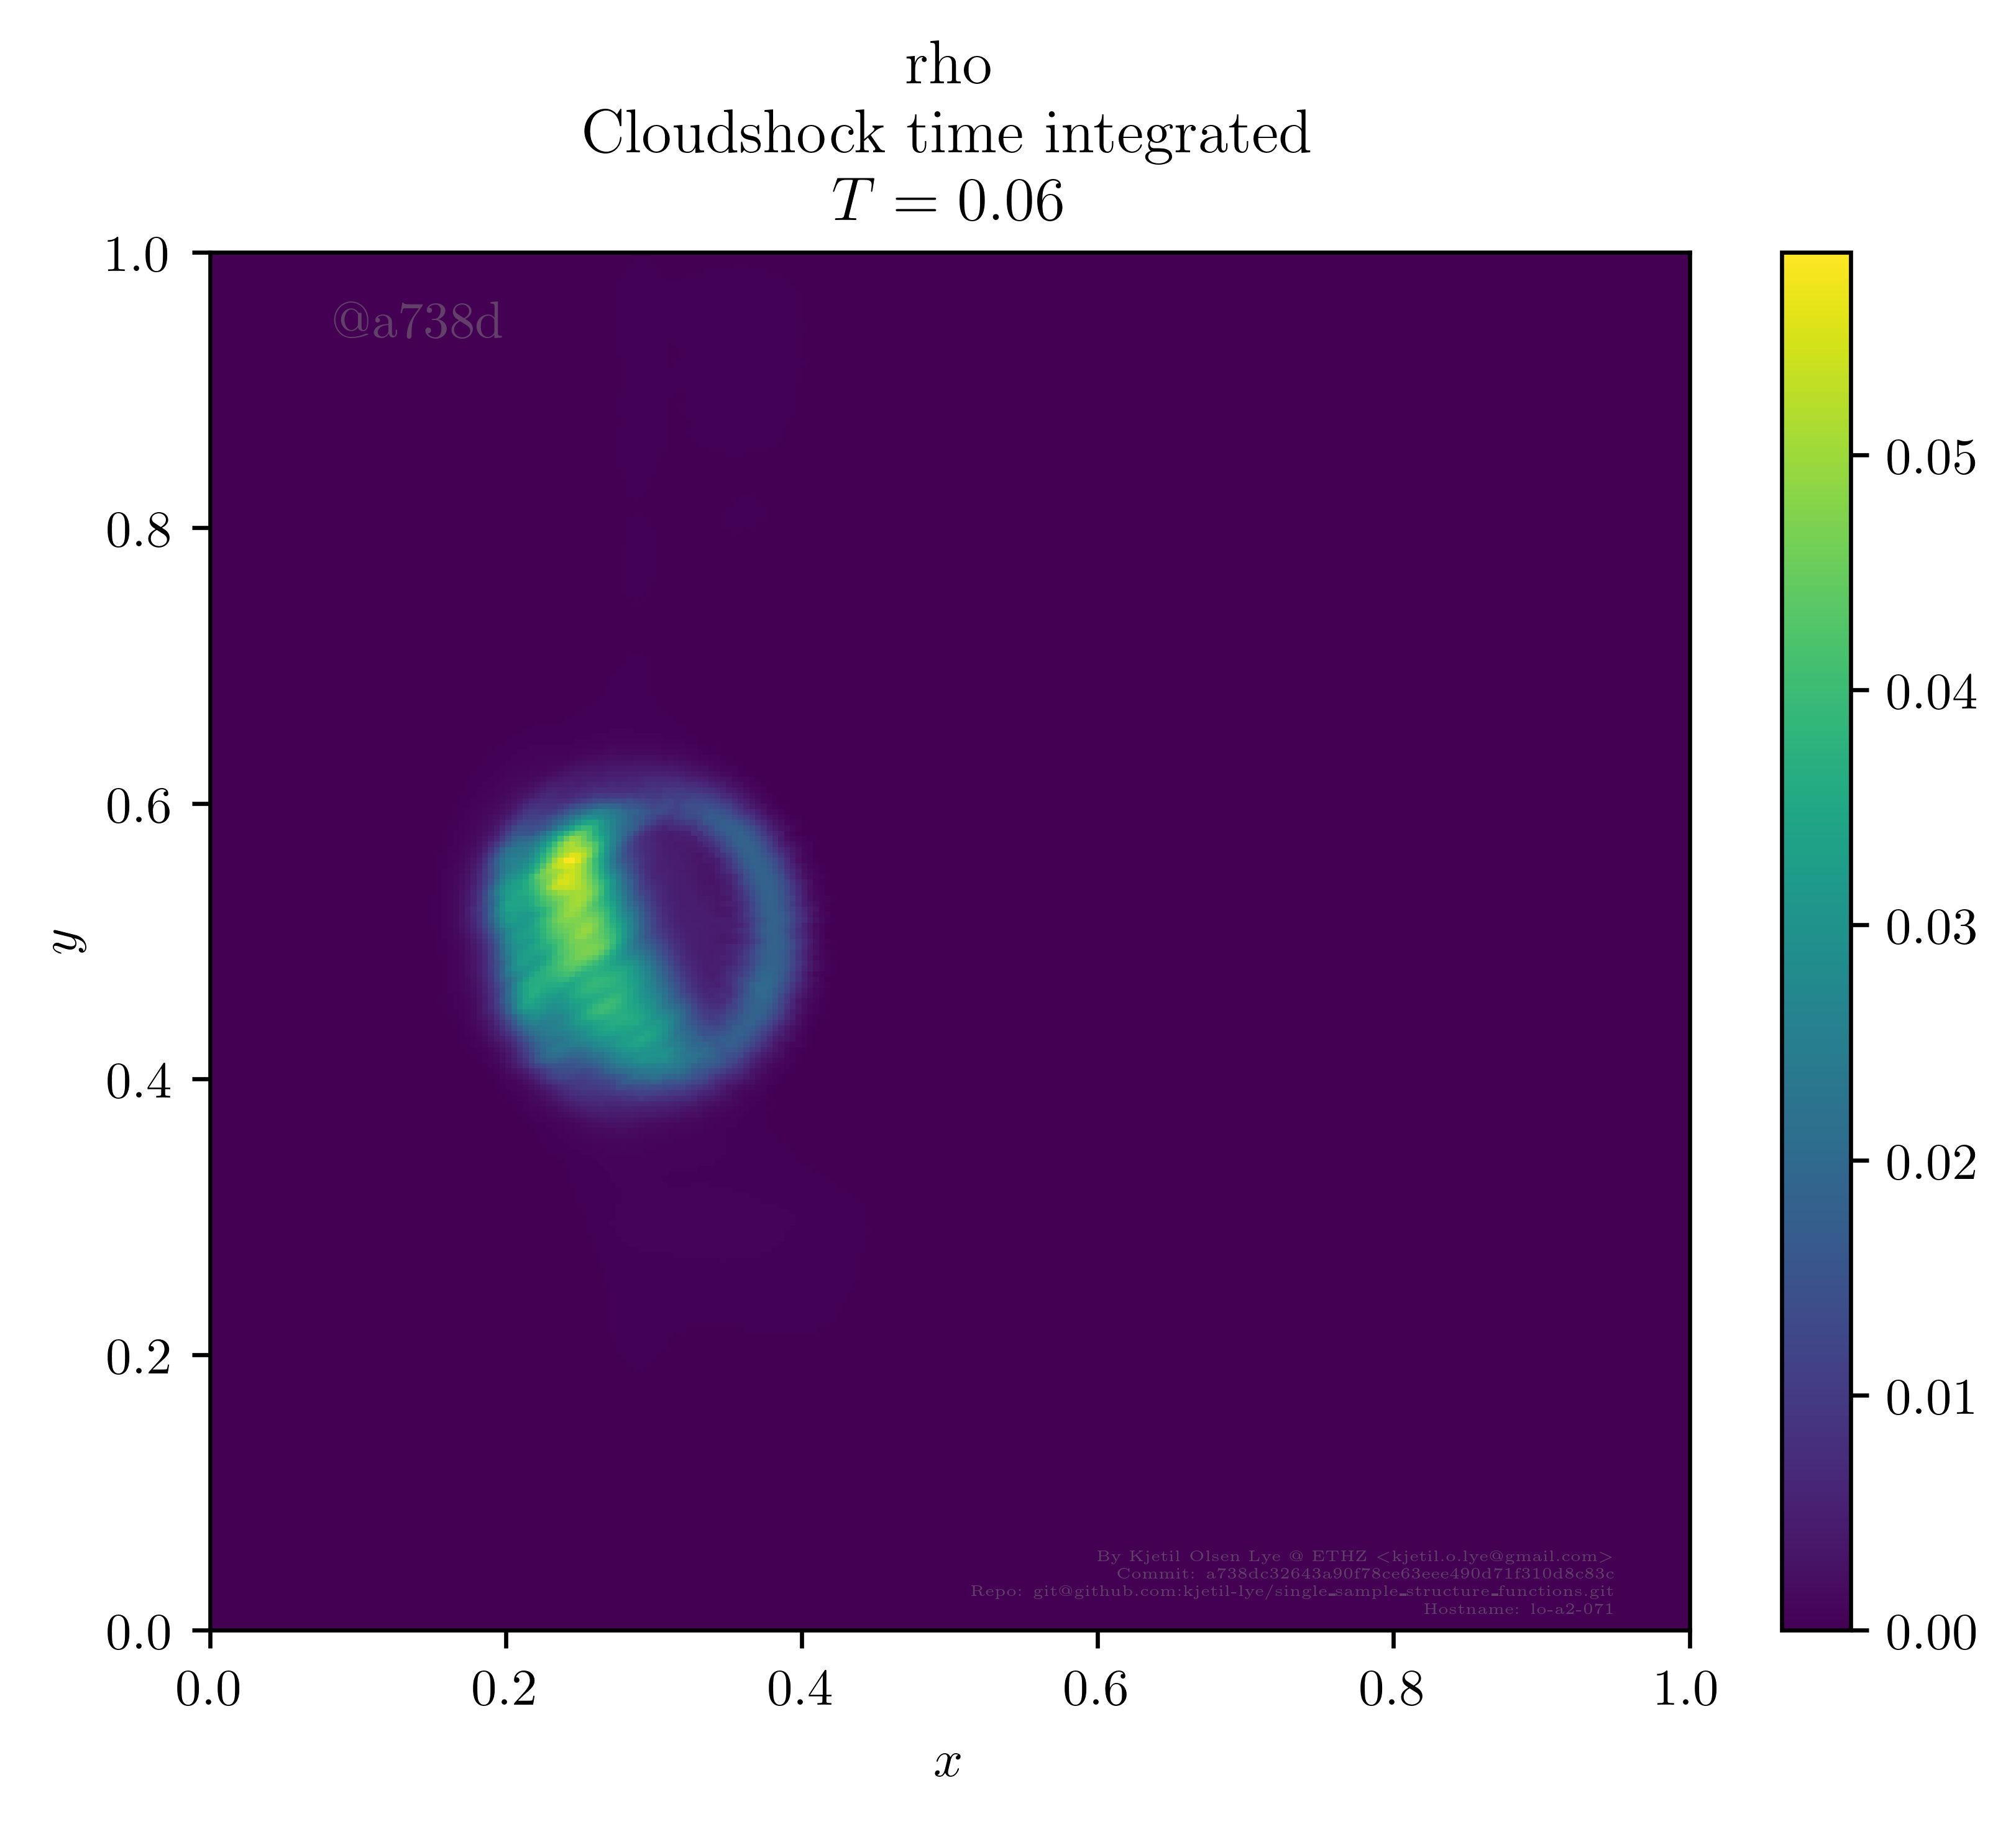 rho
Cloudshock time integrated
T = 0.06
1.0
@a738d
0.8
0.6
0.4
0.2
0.0
y
0.05
0.04
0.03
0.02
0.01
0.00
By Kjetil Olsen Lye @ ETHZ <kjetil.o.lye@gmail.com>
Commit: a738dc32643a90f78ce63eee490d71f310d8c83c
Repo: git@github.com:kjetil-lye/single_sample_structure_functions.git
Hostname: lo-a2-071
0.0 0.2 0.4 0.6 0.8 1.0
x